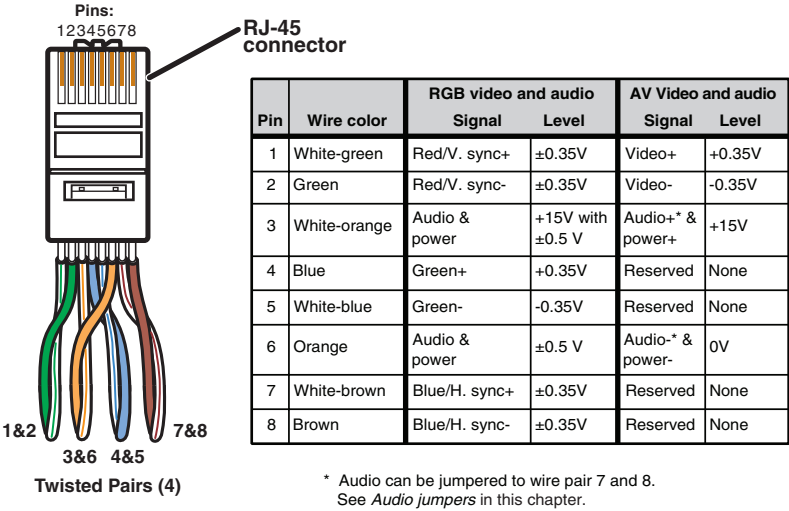 Pins:
12345678
RJ-45
connector
RGB video and audio AV Video and audio
Pin Wire color Signal Level Signal Level
1 White-green Red/V. sync+ ±0.35V Video+ +0.35V
2 Green Red/V. sync- ±0.35V Video- -0.35V
3 White-orange Audio & power +15V with ±0.5 V Audio+* & power+ +15V
4 Blue Green+ +0.35V Reserved None
5 White-blue Green- -0.35V Reserved None
6 Orange Audio & power ±0.5 V Audio-* & power- 0V
7 White-brown Blue/H. sync+ ±0.35V Reserved None
8 Brown Blue/H. sync- ±0.35V Reserved None
1&2 7&8
3&6 4&5
Twisted Pairs (4)
* Audio can be jumpered to wire pair 7 and 8.
See Audio jumpers in this chapter.